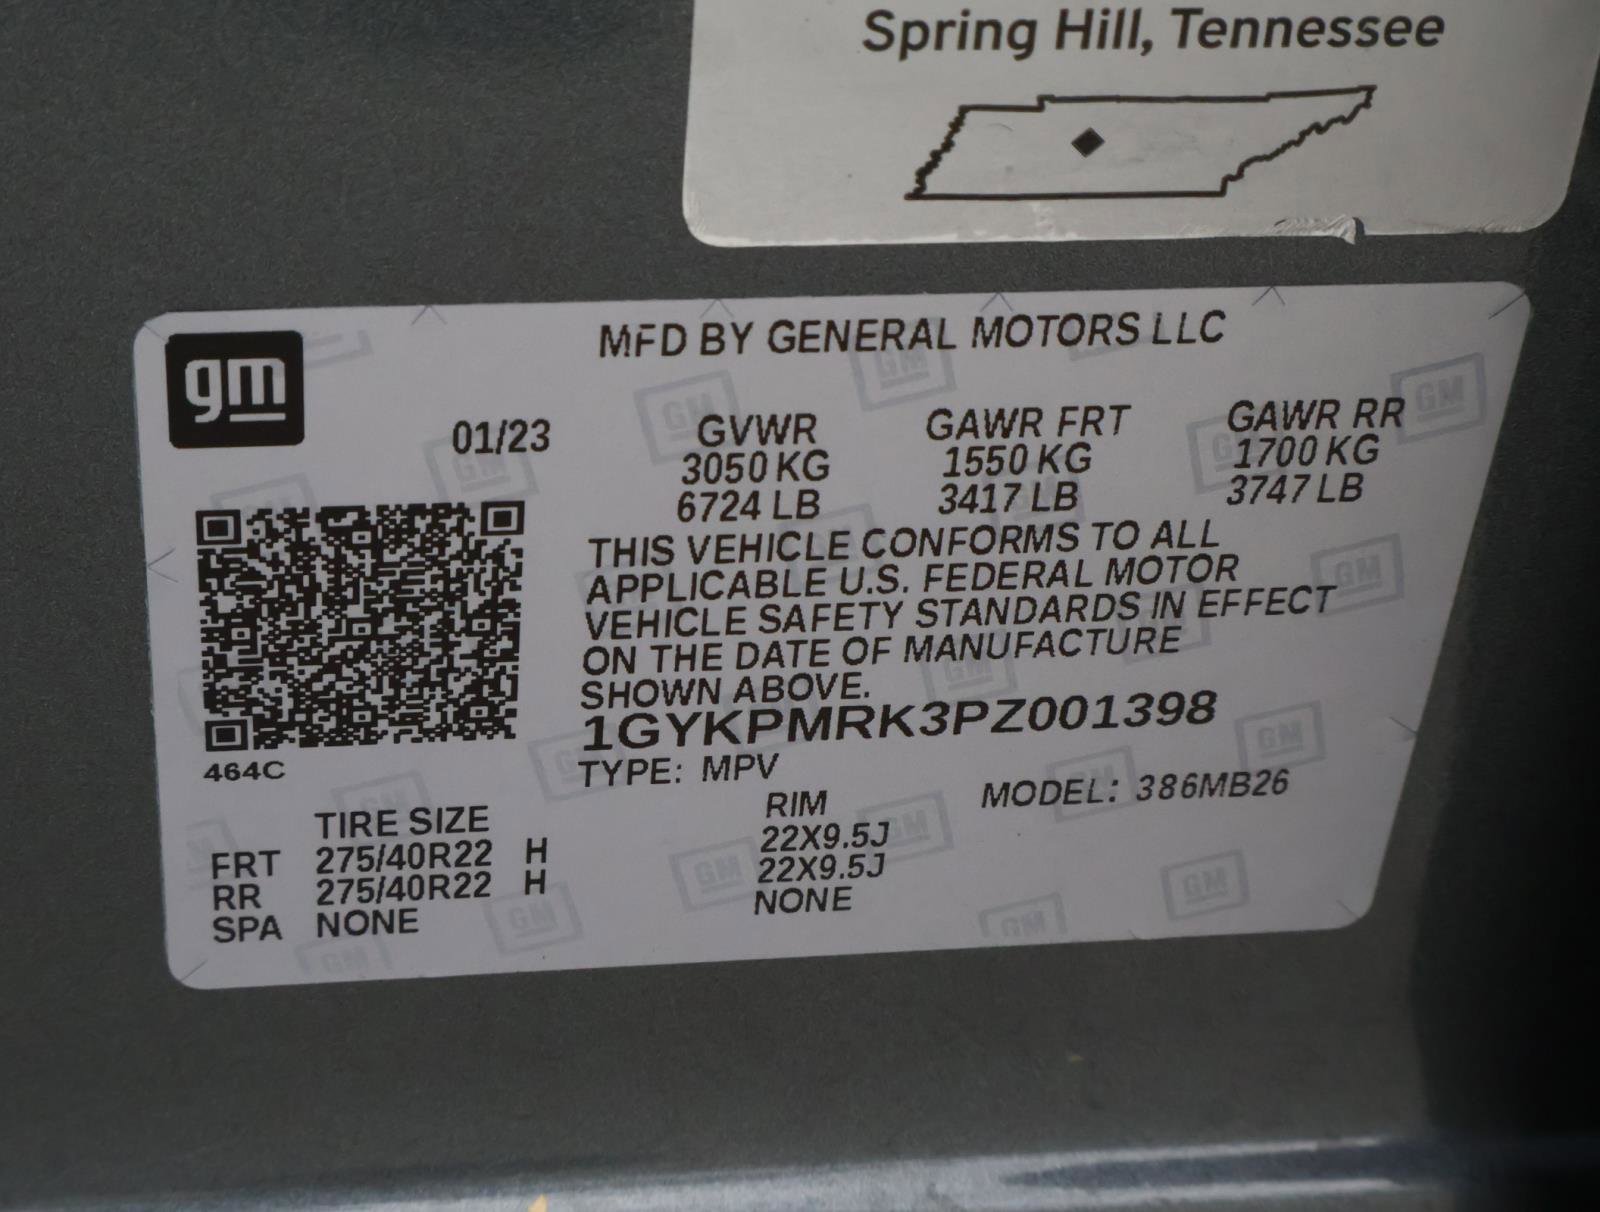 Spring Hill, Tennessee
gm
MFD BY GENERAL MOTORS LLC
01/23
GVWR GAWR FRT GAWR RR
3050 KG 1550 KG 1700 KG
6724 LB 3417 LB 3747 LB
THIS VEHICLE CONFORMS TO ALL
APPLICABLE U.S. FEDERAL MOTOR
VEHICLE SAFETY STANDARDS IN EFFECT
ON THE DATE OF MANUFACTURE
SHOWN ABOVE.
1GYKPMRK3PZ001398
464C
TYPE: MPV MODEL: 386MB26
TIRE SIZE RIM
FRT 275/40R22 H 22X9.5J
RR 275/40R22 H 22X9.5J
SPA NONE NONE